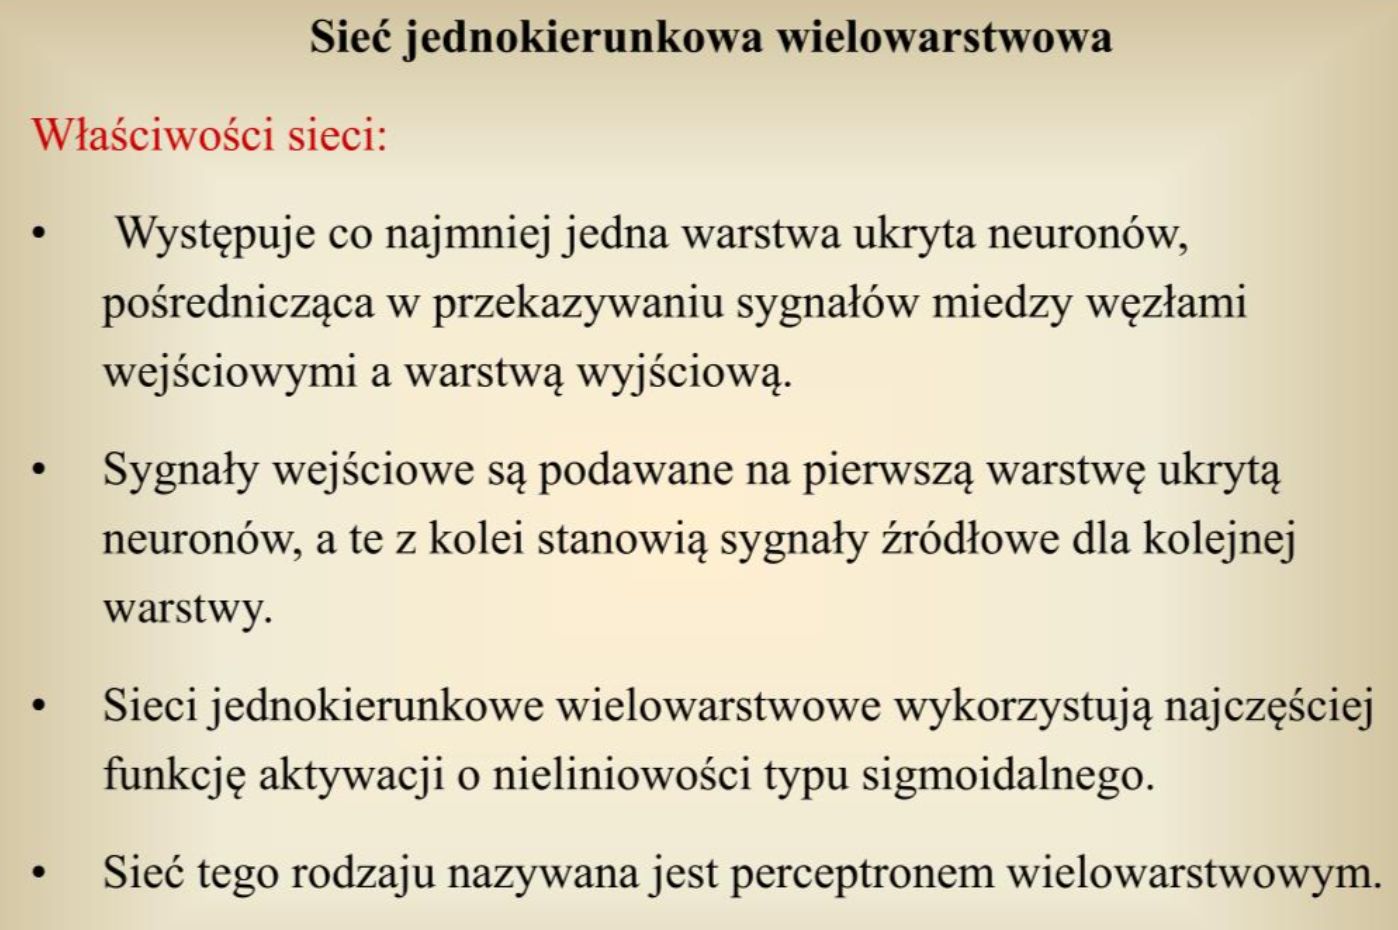 Sieć jednokierunkowa wielowarstwowa
Właściwości sieci:
• Występuje co najmniej jedna warstwa ukryta neuronów,
pośrednicząca w przekazywaniu sygnałów miedzy węzłami
wejściowymi a warstwą wyjściową.
• Sygnały wejściowe są podawane na pierwszą warstwę ukrytą
neuronów, a te z kolei stanowią sygnały źródłowe dla kolejnej
warstwy.
• Sieci jednokierunkowe wielowarstwowe wykorzystują najczęściej
funkcję aktywacji o nieliniowości typu sigmoidalnego.
• Sieć tego rodzaju nazywana jest perceptronem wielowarstwowym.